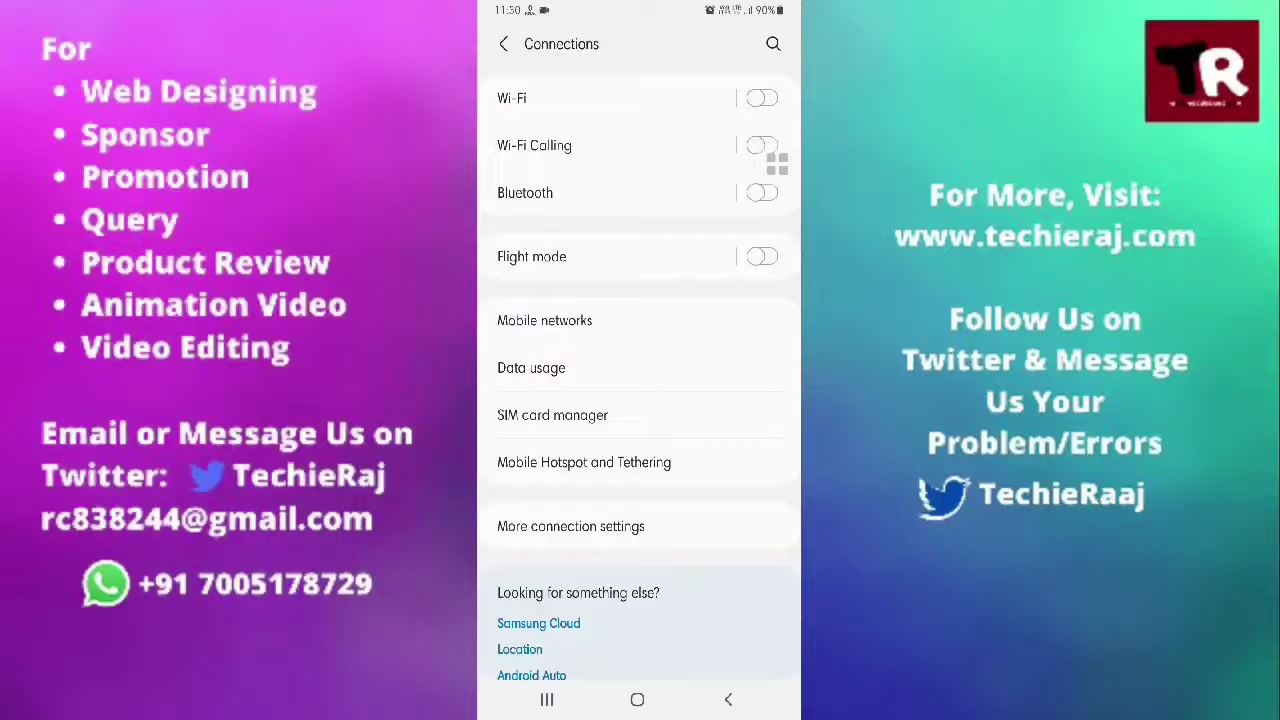 For
• Web Designing
• Sponsor
• Promotion
• Query
• Product Review
• Animation Video
• Video Editing
Email or Message Us on
Twitter: TechieRaj
rc838244@gmail.com
+91 7005178729
11:30
90%
Connections
Wi-Fi
Wi-Fi Calling
Bluetooth
Flight mode
Mobile networks
Data usage
SIM card manager
Mobile Hotspot and Tethering
More connection settings
Looking for something else?
Samsung Cloud
Location
Android Auto
TR
For More, Visit:
www.techieraj.com
Follow Us on
Twitter & Message
Us Your
Problem/Errors
TechieRaaj